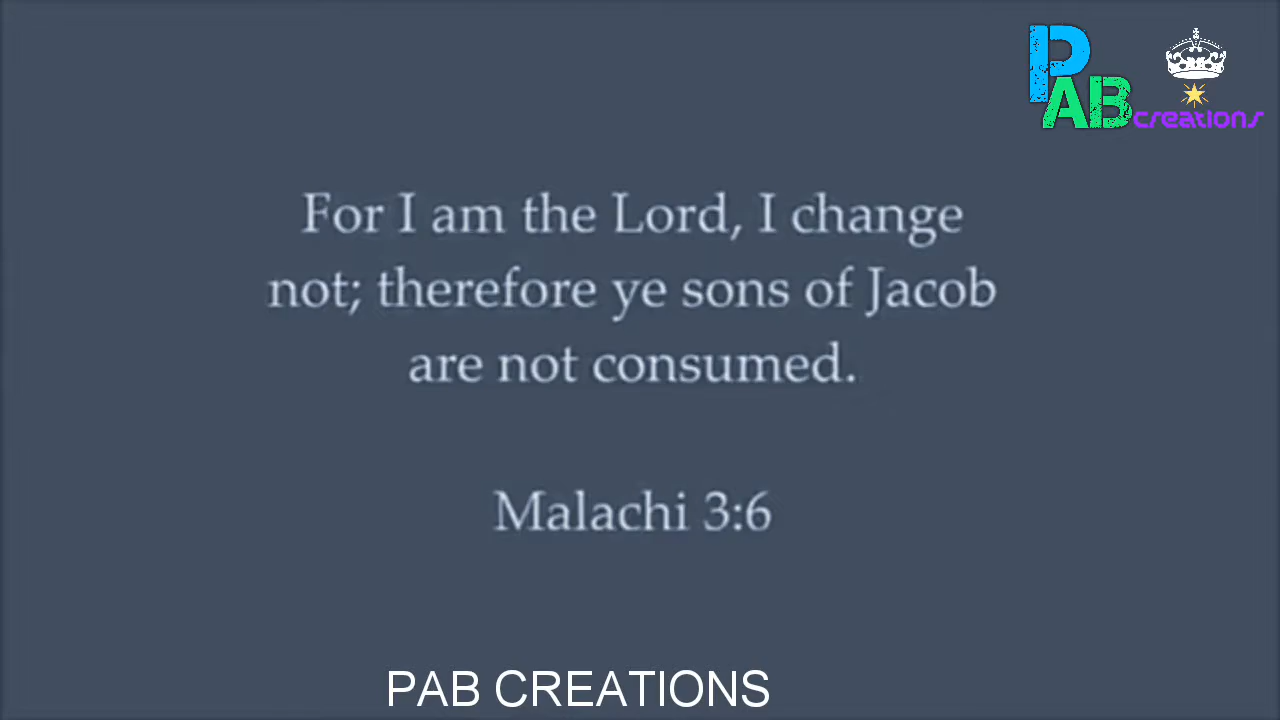 PAB creations
For I am the Lord, I change
not; therefore ye sons of Jacob
are not consumed.
Malachi 3:6
PAB CREATIONS